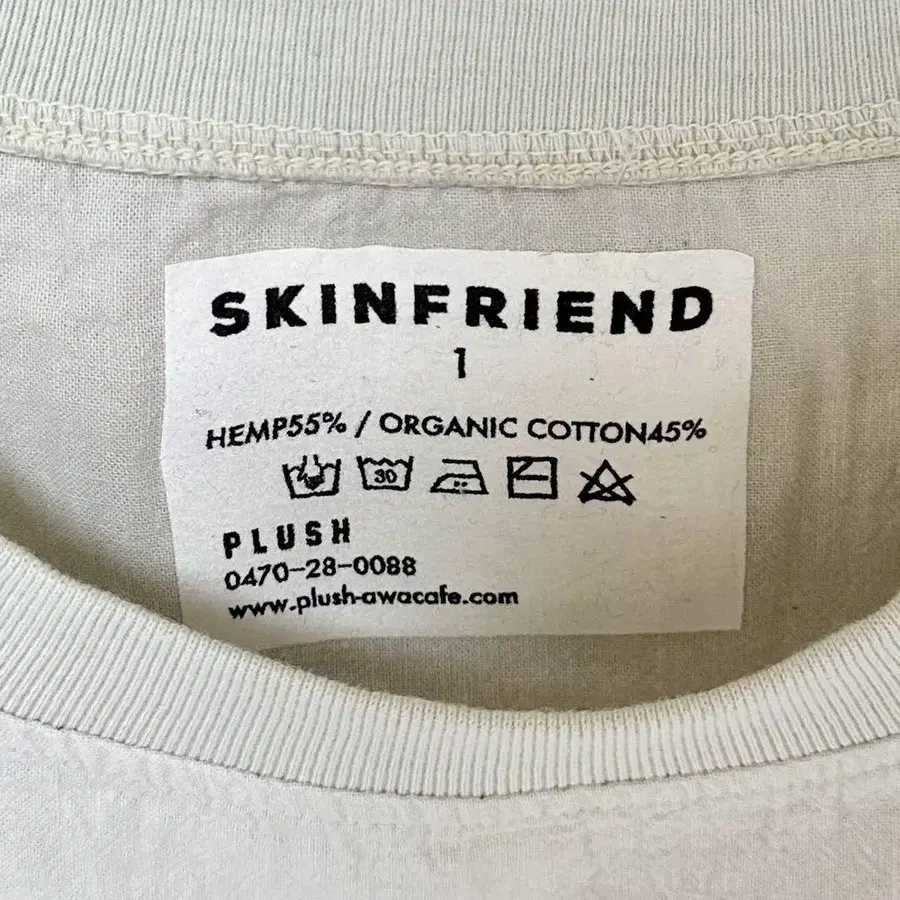 SKINFRIEND
1
HEMP55% / ORGANIC COTTON45%
30
PLUSH
0470-28-0088
www.plush-awacafe.com